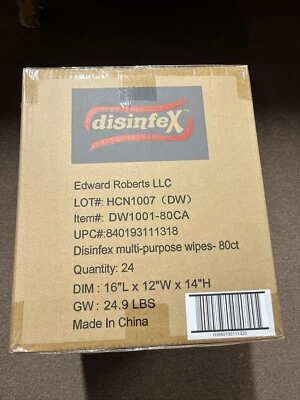 disinfeX
Edward Roberts LLC
LOT#: HCN1007（DW）
Item#: DW1001-80CA
UPC#:840193111318
Disinfex multi-purpose wipes- 80ct
Quantity: 24
DIM : 16"L x 12"W x 14"H
GW : 24.9 LBS
Made In China